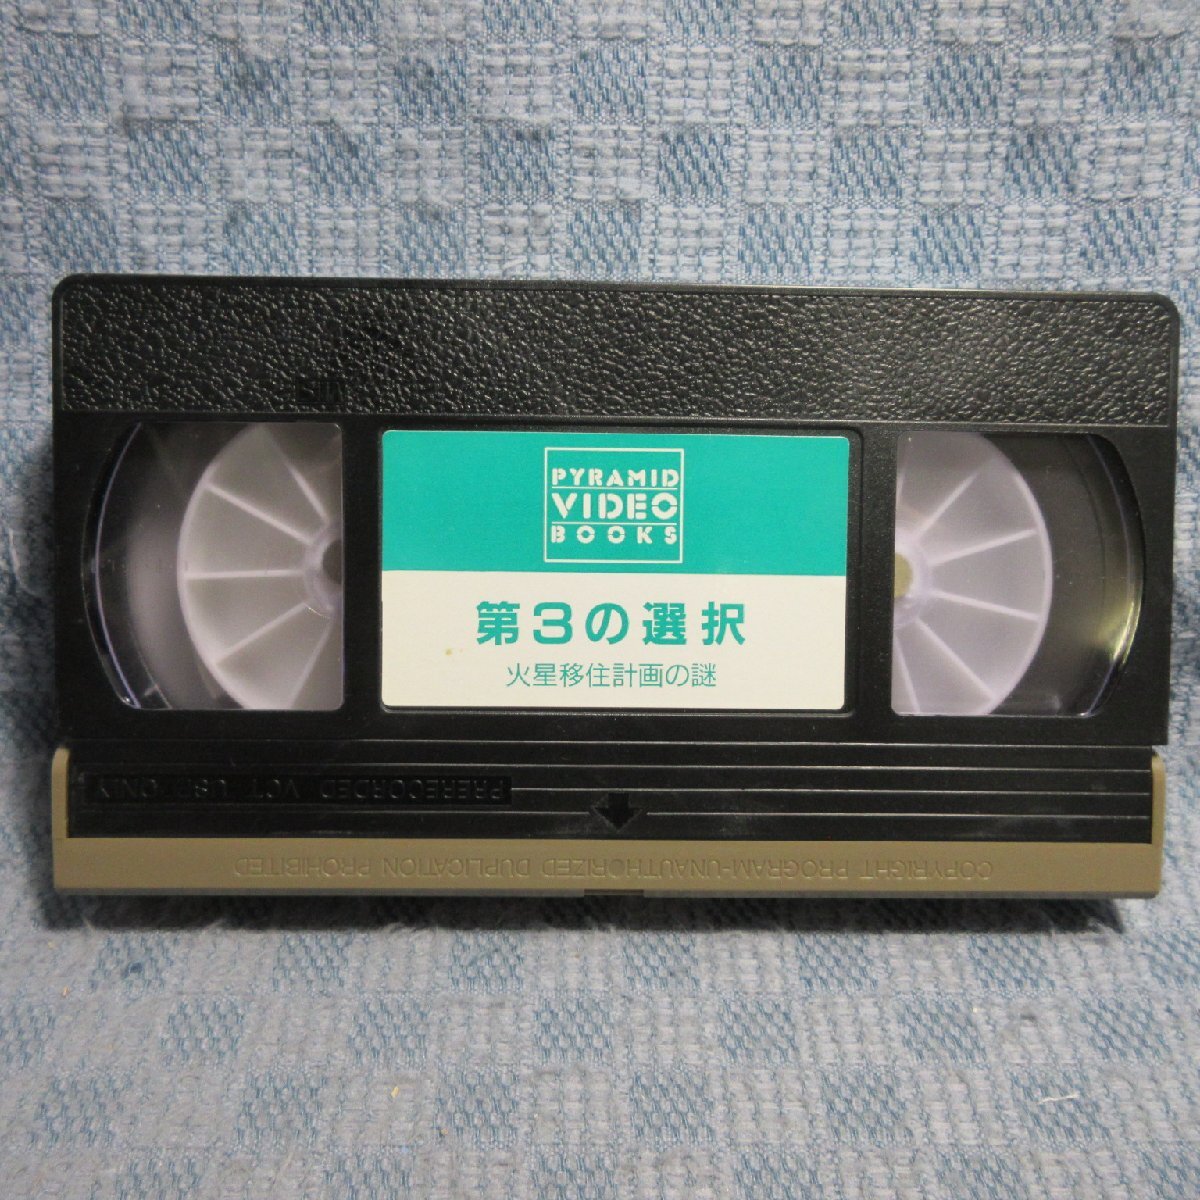 PYRAMID
VIDEO
BOOKS
第3の選択
火星移住計画の謎
PRERECORDED VCT USE ONLY
COPYRIGHT PROGRAM-UNAUTHORIZED DUPLICATION PROHIBITED